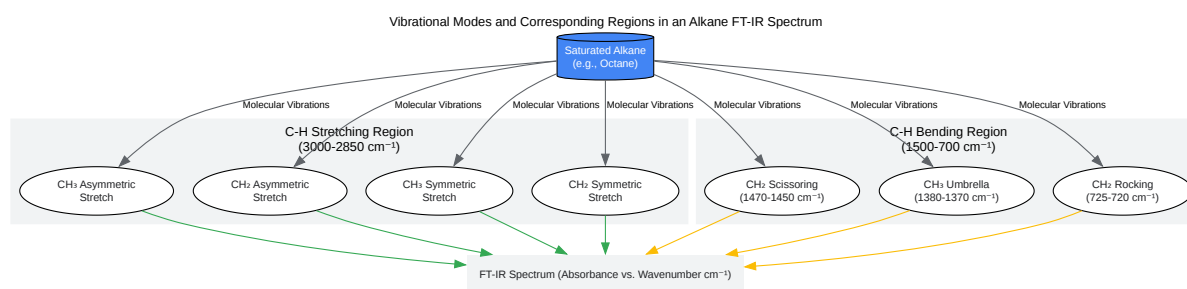 Vibrational Modes and Corresponding Regions in an Alkane FT-IR Spectrum
Saturated Alkane
(e.g., Octane)
Molecular Vibrations
Molecular Vibrations
Molecular Vibrations
Molecular Vibrations
Molecular Vibrations
Molecular Vibrations
Molecular Vibrations
C-H Stretching Region
(3000-2850 cm⁻¹)
C-H Bending Region
(1500-700 cm⁻¹)
CH₃ Asymmetric
Stretch
CH₂ Asymmetric
Stretch
CH₃ Symmetric
Stretch
CH₂ Symmetric
Stretch
CH₂ Scissoring
(1470-1450 cm⁻¹)
CH₃ Umbrella
(1380-1370 cm⁻¹)
CH₂ Rocking
(725-720 cm⁻¹)
FT-IR Spectrum (Absorbance vs. Wavenumber cm⁻¹)